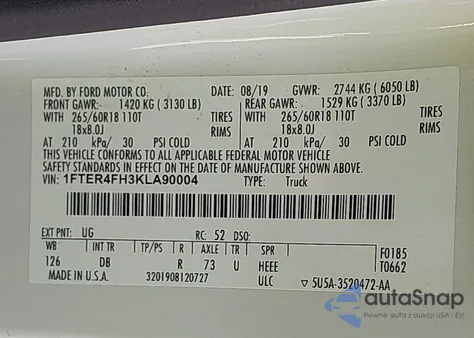 MFD. BY FORD MOTOR CO. DATE: 08/19 GVWR: 2744 KG ( 6050 LB)
FRONT GAWR: 1420 KG ( 3130 LB) REAR GAWR: 1529 KG ( 3370 LB)
WITH 265/60R18 110T TIRES WITH 265/60R18 110T TIRES
18x8.0J RIMS 18x8.0J RIMS
AT 210 kPa/ 30 PSI COLD AT 210 kPa/ 30 PSI COLD
THIS VEHICLE CONFORMS TO ALL APPLICABLE FEDERAL MOTOR VEHICLE
SAFETY STANDARDS IN EFFECT ON THE DATE OF MANUFACTURE SHOWN ABOVE.
VIN: 1FTER4FH3KLA90004 TYPE: Truck
EXT PNT: UG RC: 52 DSO:
WB INT TR TP/PS R AXLE TR SPR F0185
126 DB R 73 U HEEE T0662
MADE IN U.S.A. 3201908120727 ULC ▽ 5U5A-3520472-AA
autoSnap
Pewne auta z USA i EU